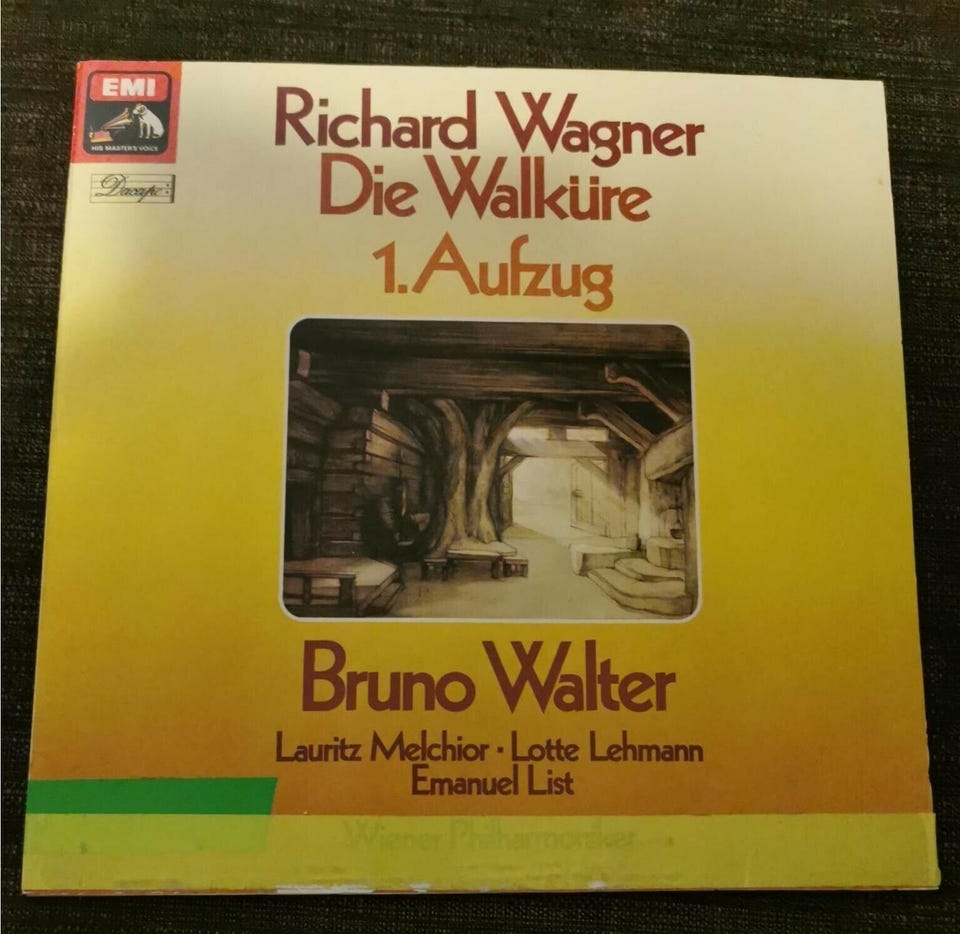 EMI
HIS MASTER'S VOICE
Dacapo
Richard Wagner
Die Walküre
1. Aufzug
Bruno Walter
Lauritz Melchior · Lotte Lehmann
Emanuel List
Wiener Philharmoniker